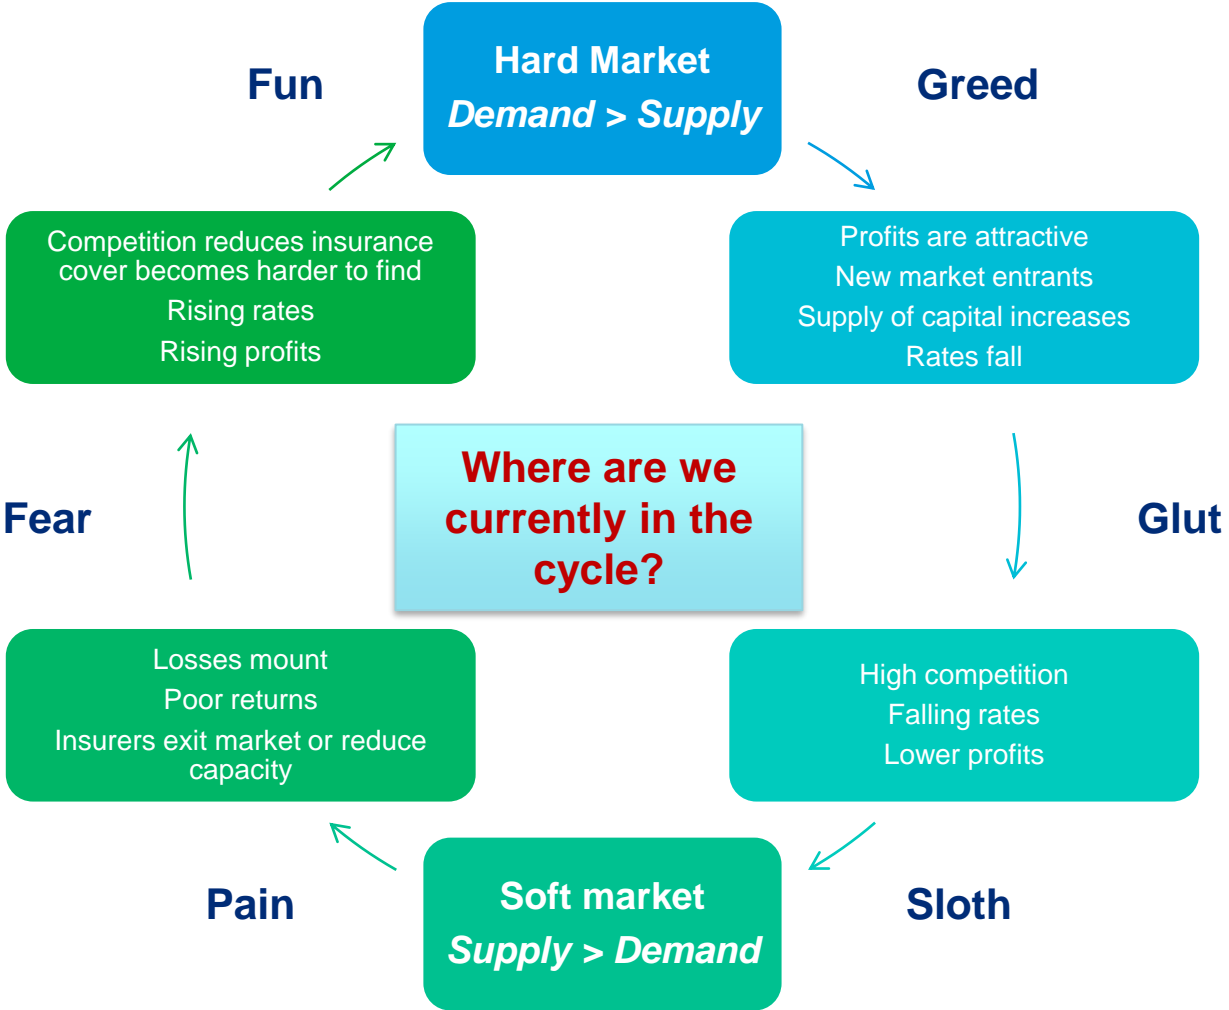 Hard Market
Demand > Supply
Fun
Greed
Competition reduces insurance
cover becomes harder to find
Rising rates
Rising profits
Profits are attractive
New market entrants
Supply of capital increases
Rates fall
Where are we
currently in the
cycle?
Fear
Glut
Losses mount
Poor returns
Insurers exit market or reduce
capacity
High competition
Falling rates
Lower profits
Pain
Soft market
Supply > Demand
Sloth